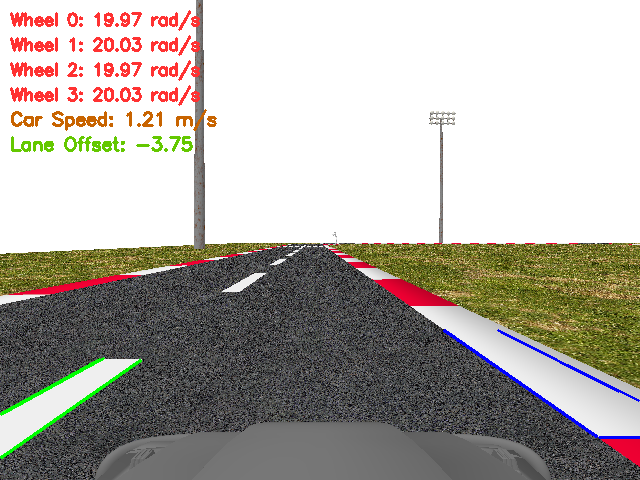 Wheel 0: 19.97 rad/s
Wheel 1: 20.03 rad/s
Wheel 2: 19.97 rad/s
Wheel 3: 20.03 rad/s
Car Speed: 1.21 m/s
Lane Offset: -3.75